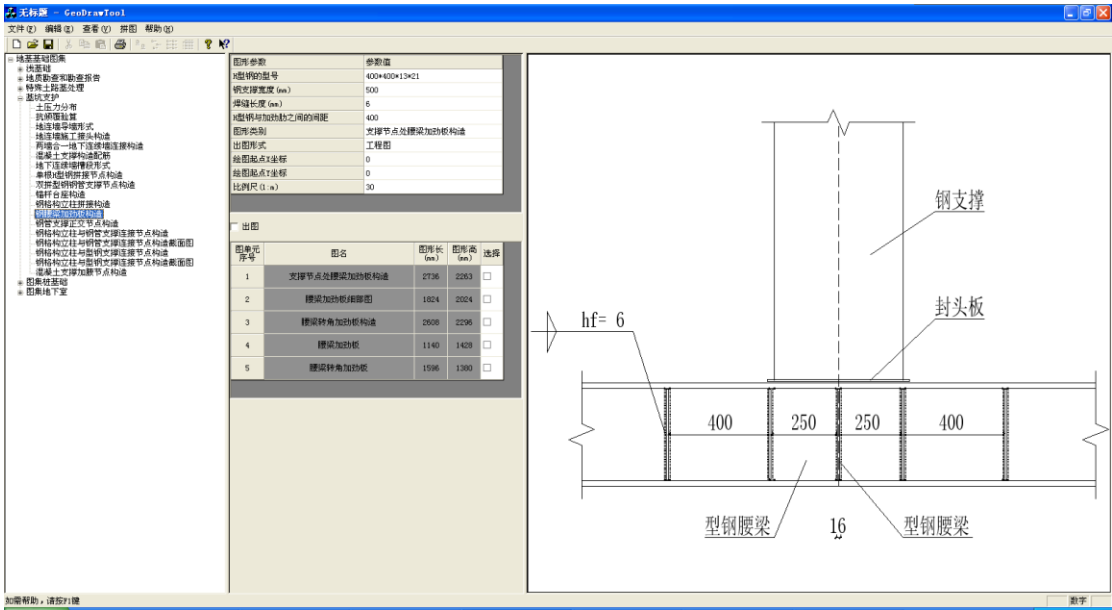 无标题 - GeoDrawTool
文件(F) 编辑(E) 查看(V) 拼图 帮助(H)
地基基础图集
浅基础
地质勘查和勘查报告
特殊土路基处理
基坑支护
土压力分布
抗倾覆验算
地连墙导墙形式
地连墙施工接头构造
两墙合一地下连续墙连接构造
混凝土支撑构造配筋
地下连续墙槽段形式
单根H型钢拼接节点构造
双拼型钢钢管支撑节点构造
锚杆台座构造
钢格构立柱拼接构造
钢腰梁加劲板构造
钢管支撑正交节点构造
钢格构立柱与钢管支撑连接节点构造
钢格构立柱与钢管支撑连接节点构造截面图
钢格构立柱与型钢支撑连接节点构造
钢格构立柱与型钢支撑连接节点构造截面图
混凝土支撑加腋节点构造
图集桩基础
图集地下室
图形参数 参数值
H型钢的型号 400*400*13*21
钢支撑宽度(mm) 500
焊缝长度(mm) 6
H型钢与加劲肋之间的间距 400
图形类别 支撑节点处腰梁加劲板构造
出图形式 工程图
绘图起点X坐标 0
绘图起点Y坐标 0
比例尺(1:n) 30
出图
图单元序号 图名 图形长(mm) 图形高(mm) 选择
1 支撑节点处腰梁加劲板构造 2736 2263
2 腰梁加劲板细部图 1824 2024
3 腰梁转角加劲板构造 2608 2296
4 腰梁加劲板 1140 1428
5 腰梁转角加劲板 1596 1380
钢支撑
封头板
hf= 6
400 250 250 400
型钢腰梁 16 型钢腰梁
如需帮助，请按F1键
数字